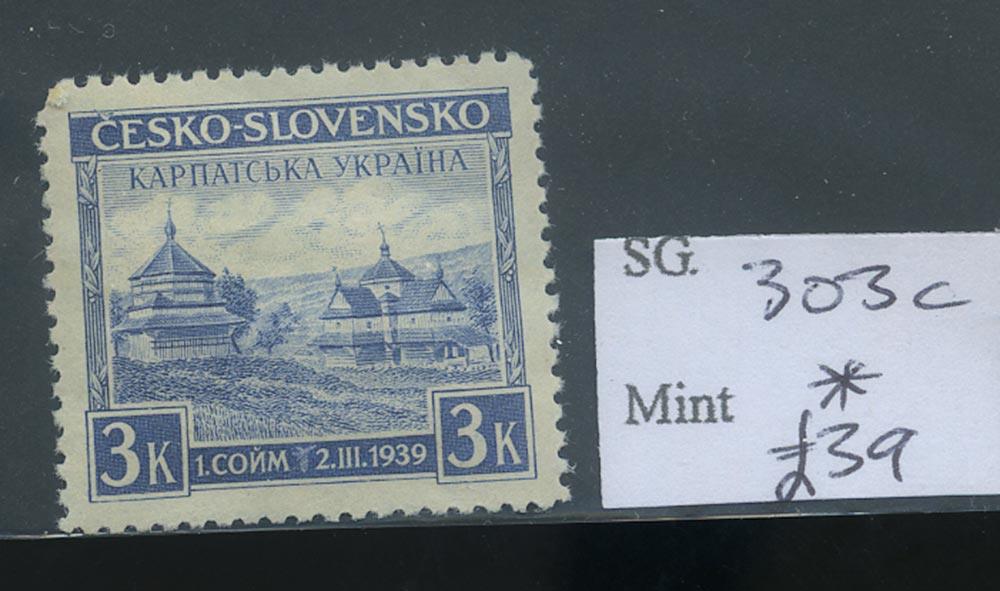 ČESKO-SLOVENSKO
КАРПАТСЬКА УКРАЇНА
3K 1. СОЙМ 2.III.1939 3K
SG. 303c
Mint *
£39